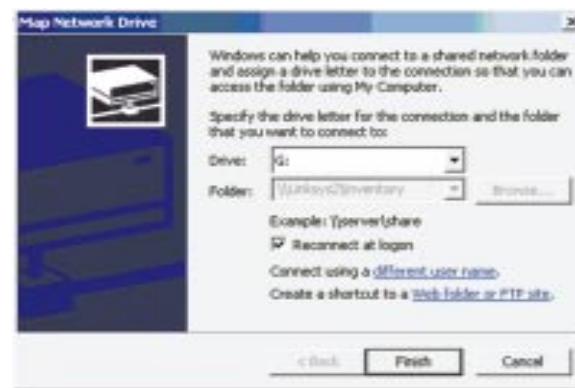 Map Network Drive
Windows can help you connect to a shared network folder
and assign a drive letter to the connection so that you can
access the folder using My Computer.
Specify the drive letter for the connection and the folder
that you want to connect to:
Drive: G:
Folder: \\Linksys2\inventory Browse...
Example: \\server\share
Reconnect at logon
Connect using a different user name.
Create a shortcut to a Web folder or FTP site.
< Back Finish Cancel